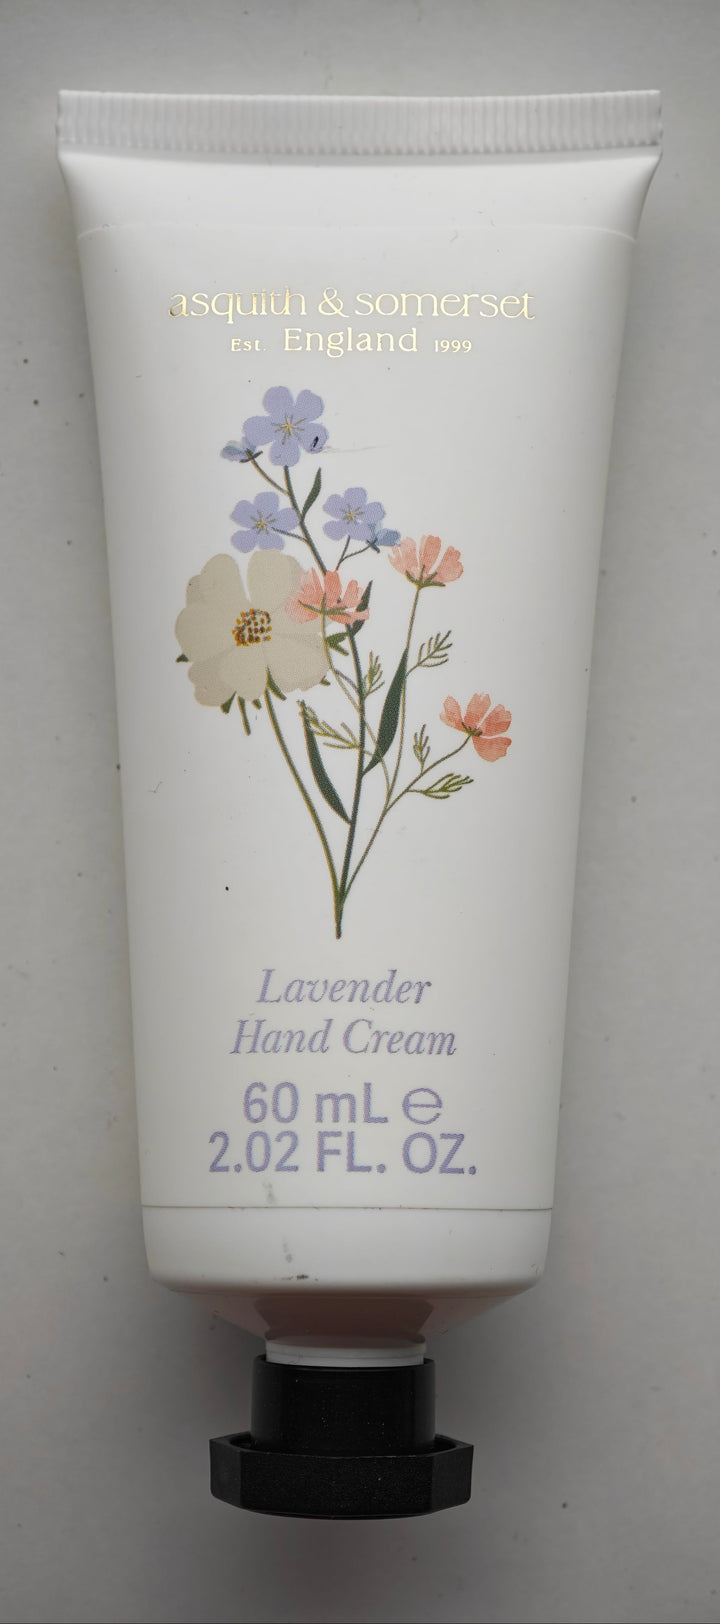 asquith & somerset
Est. England 1999
Lavender
Hand Cream
60 mL ℮
2.02 FL. OZ.